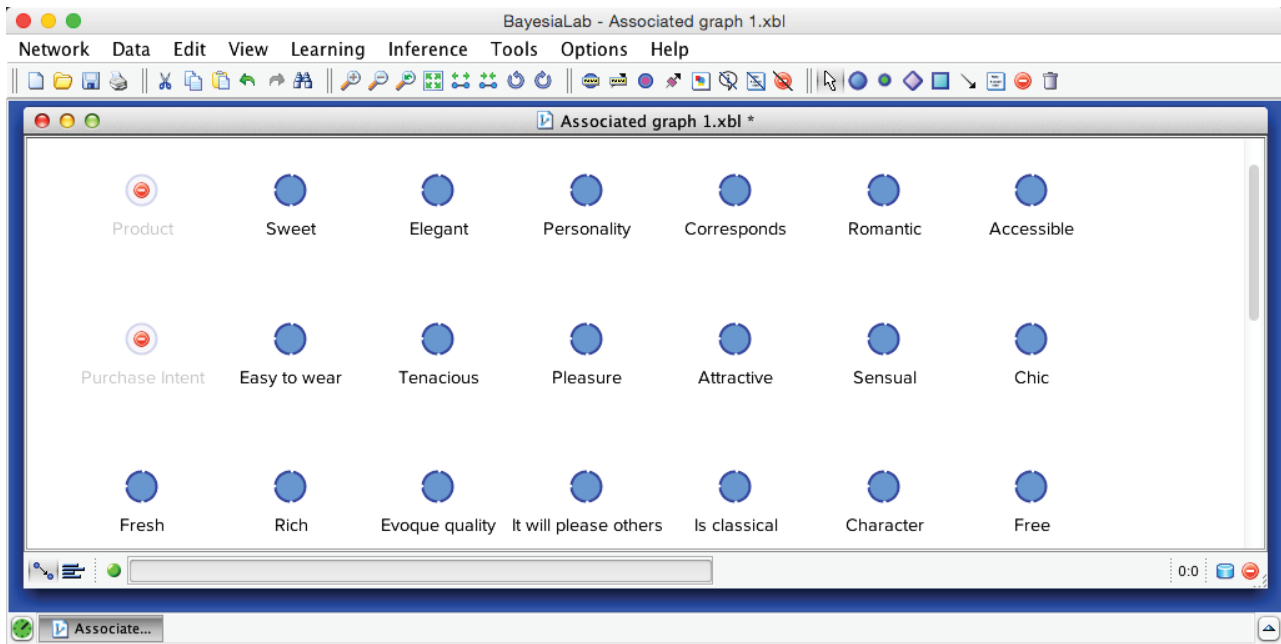 BayesiaLab - Associated graph 1.xbl
Network Data Edit View Learning Inference Tools Options Help
Associated graph 1.xbl *
Product Sweet Elegant Personality Corresponds Romantic Accessible
Purchase Intent Easy to wear Tenacious Pleasure Attractive Sensual Chic
Fresh Rich Evoque quality It will please others Is classical Character Free
0:0
Associate...